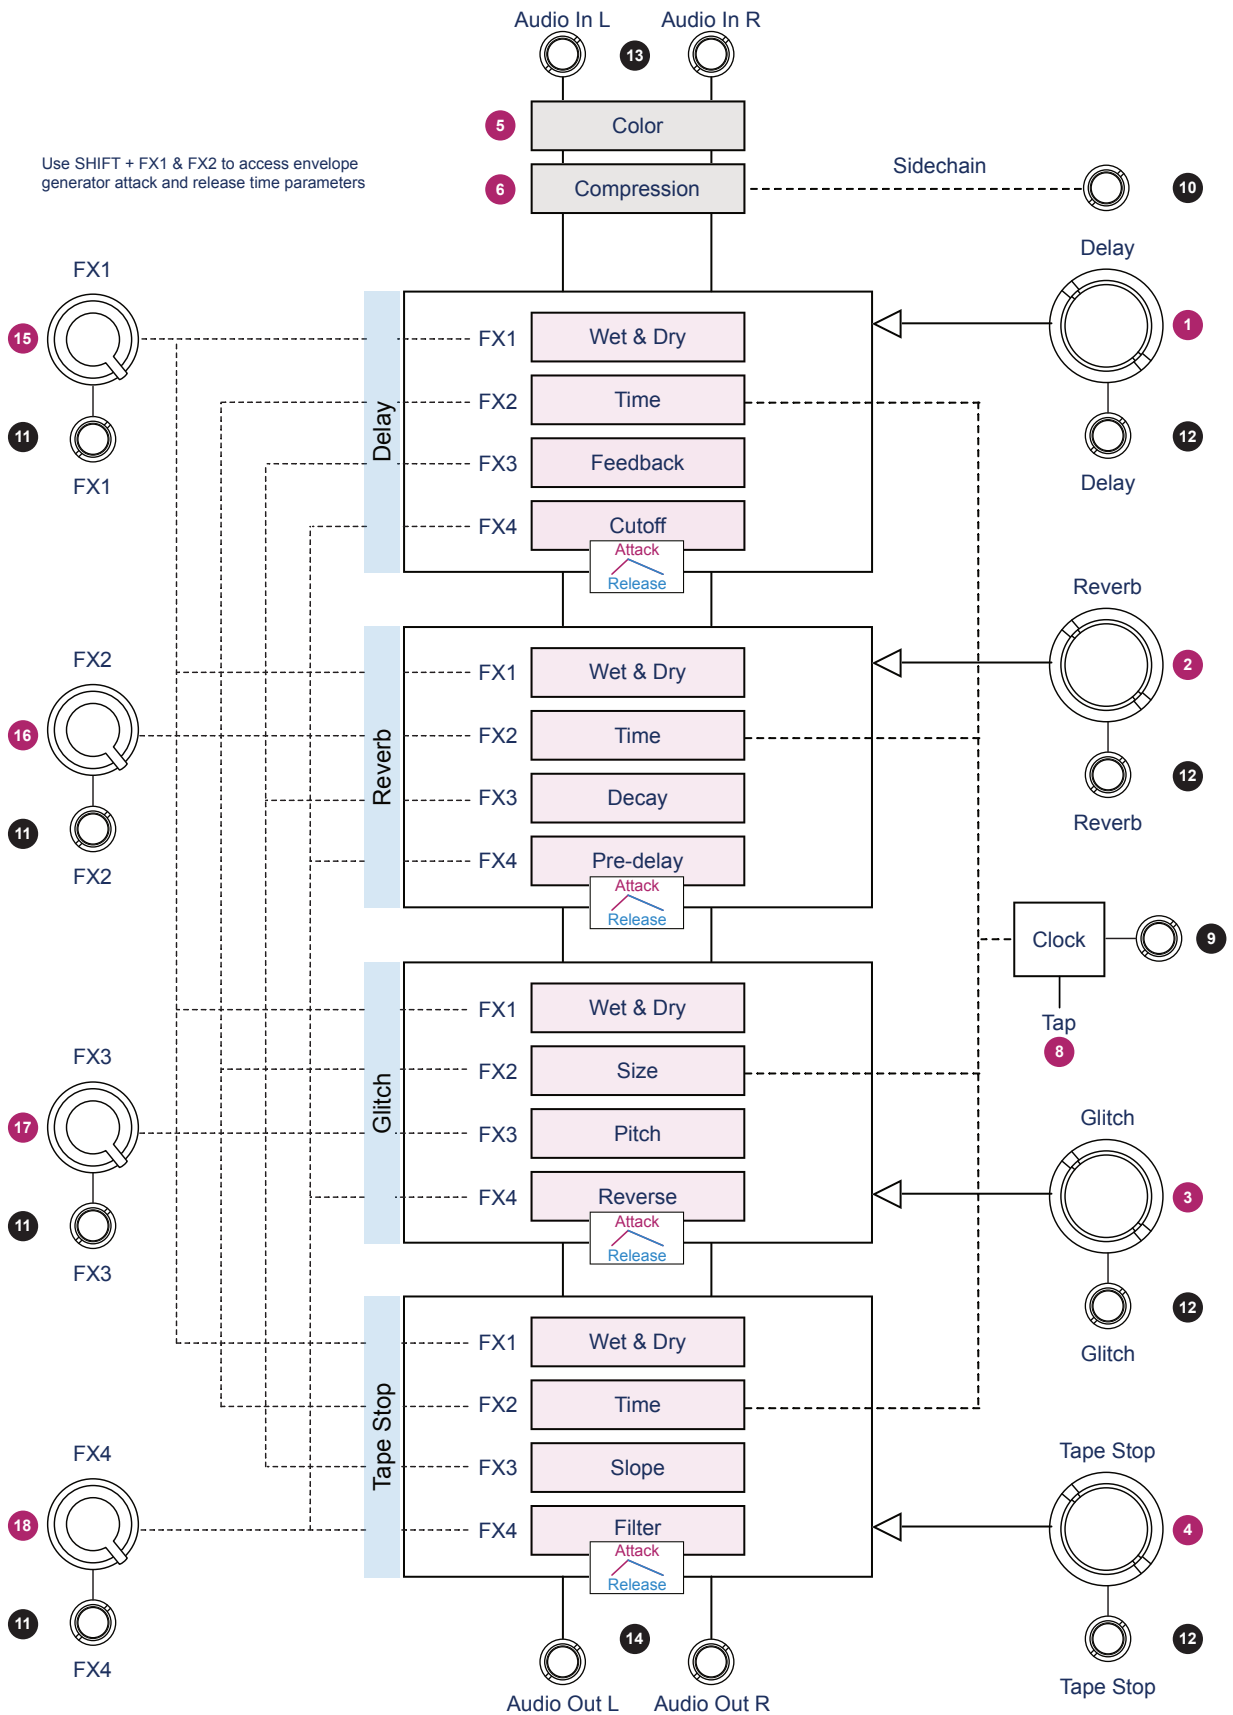 Audio In L
Audio In R
13
5
Color
Use SHIFT + FX1 & FX2 to access envelope
generator attack and release time parameters
6
Compression
Sidechain
10
FX1
15
11
FX1
Delay
FX1
Wet & Dry
FX2
Time
FX3
Feedback
FX4
Cutoff
Attack
Release
Delay
1
12
Delay
FX2
16
11
FX2
Reverb
FX1
Wet & Dry
FX2
Time
FX3
Decay
FX4
Pre-delay
Attack
Release
Reverb
2
12
Reverb
Clock
9
Tap
8
FX3
17
11
FX3
Glitch
FX1
Wet & Dry
FX2
Size
FX3
Pitch
FX4
Reverse
Attack
Release
Glitch
3
12
Glitch
FX4
18
11
FX4
Tape Stop
FX1
Wet & Dry
FX2
Time
FX3
Slope
FX4
Filter
Attack
Release
Tape Stop
4
12
Tape Stop
14
Audio Out L
Audio Out R